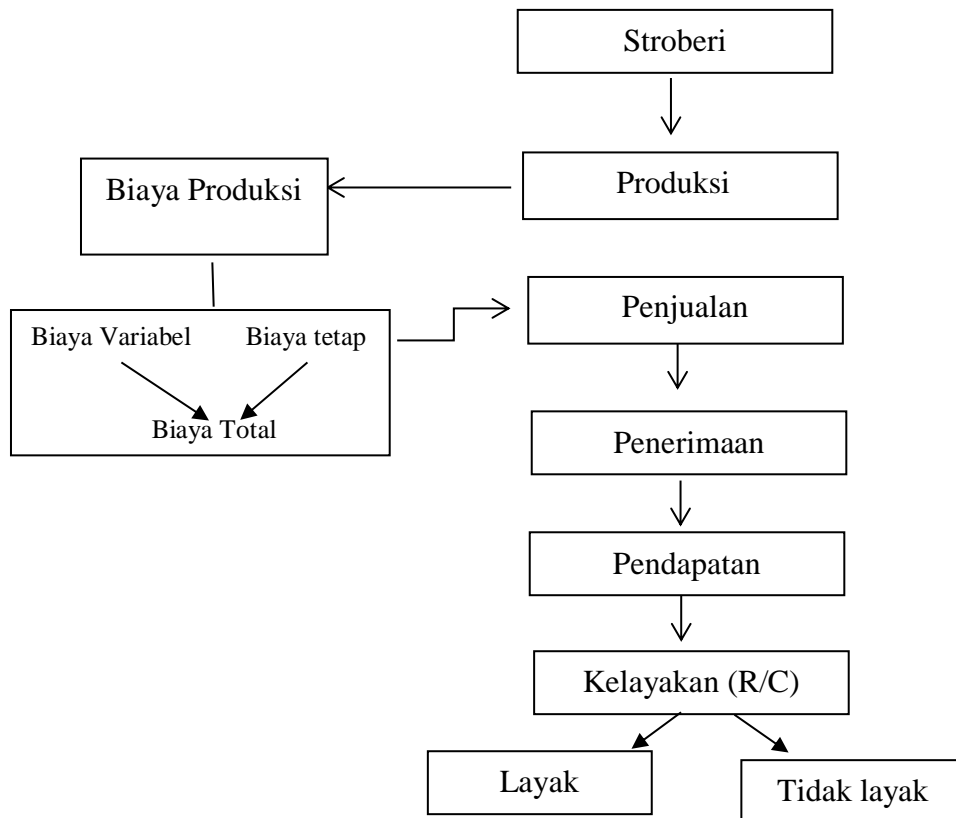 Stroberi
Produksi
Biaya Produksi
Biaya Variabel
Biaya tetap
Biaya Total
Penjualan
Penerimaan
Pendapatan
Kelayakan (R/C)
Layak
Tidak layak